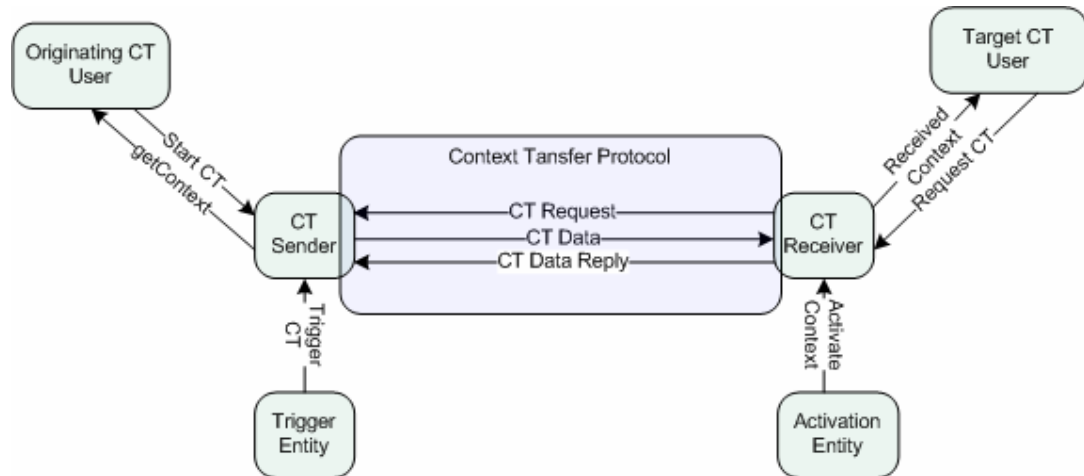 Originating CT
User
Target CT
User
Start CT
getContext
Received
Context
Request CT
Context Tansfer Protocol
CT
Sender
CT Request
CT Data
CT Data Reply
CT
Receiver
Trigger
CT
Activate
Context
Trigger
Entity
Activation
Entity